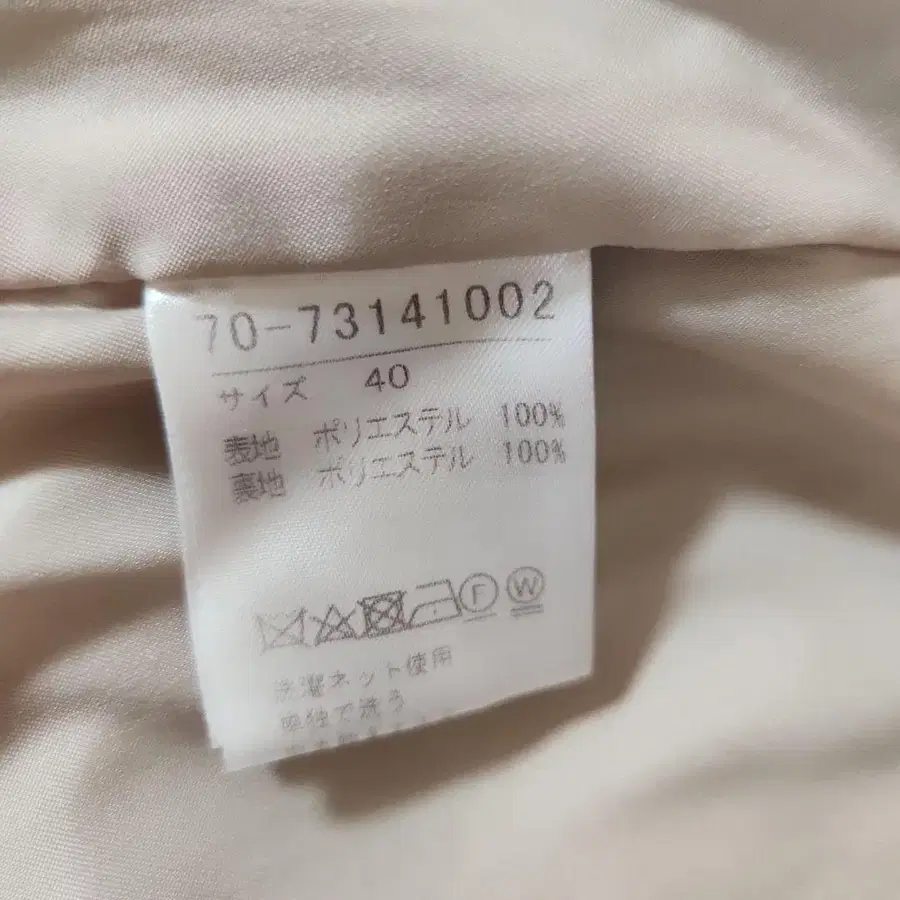 70-73141002
サイズ 40
表地 ポリエステル 100%
裏地 ポリエステル 100%
F W
洗濯ネット使用
単独で洗う